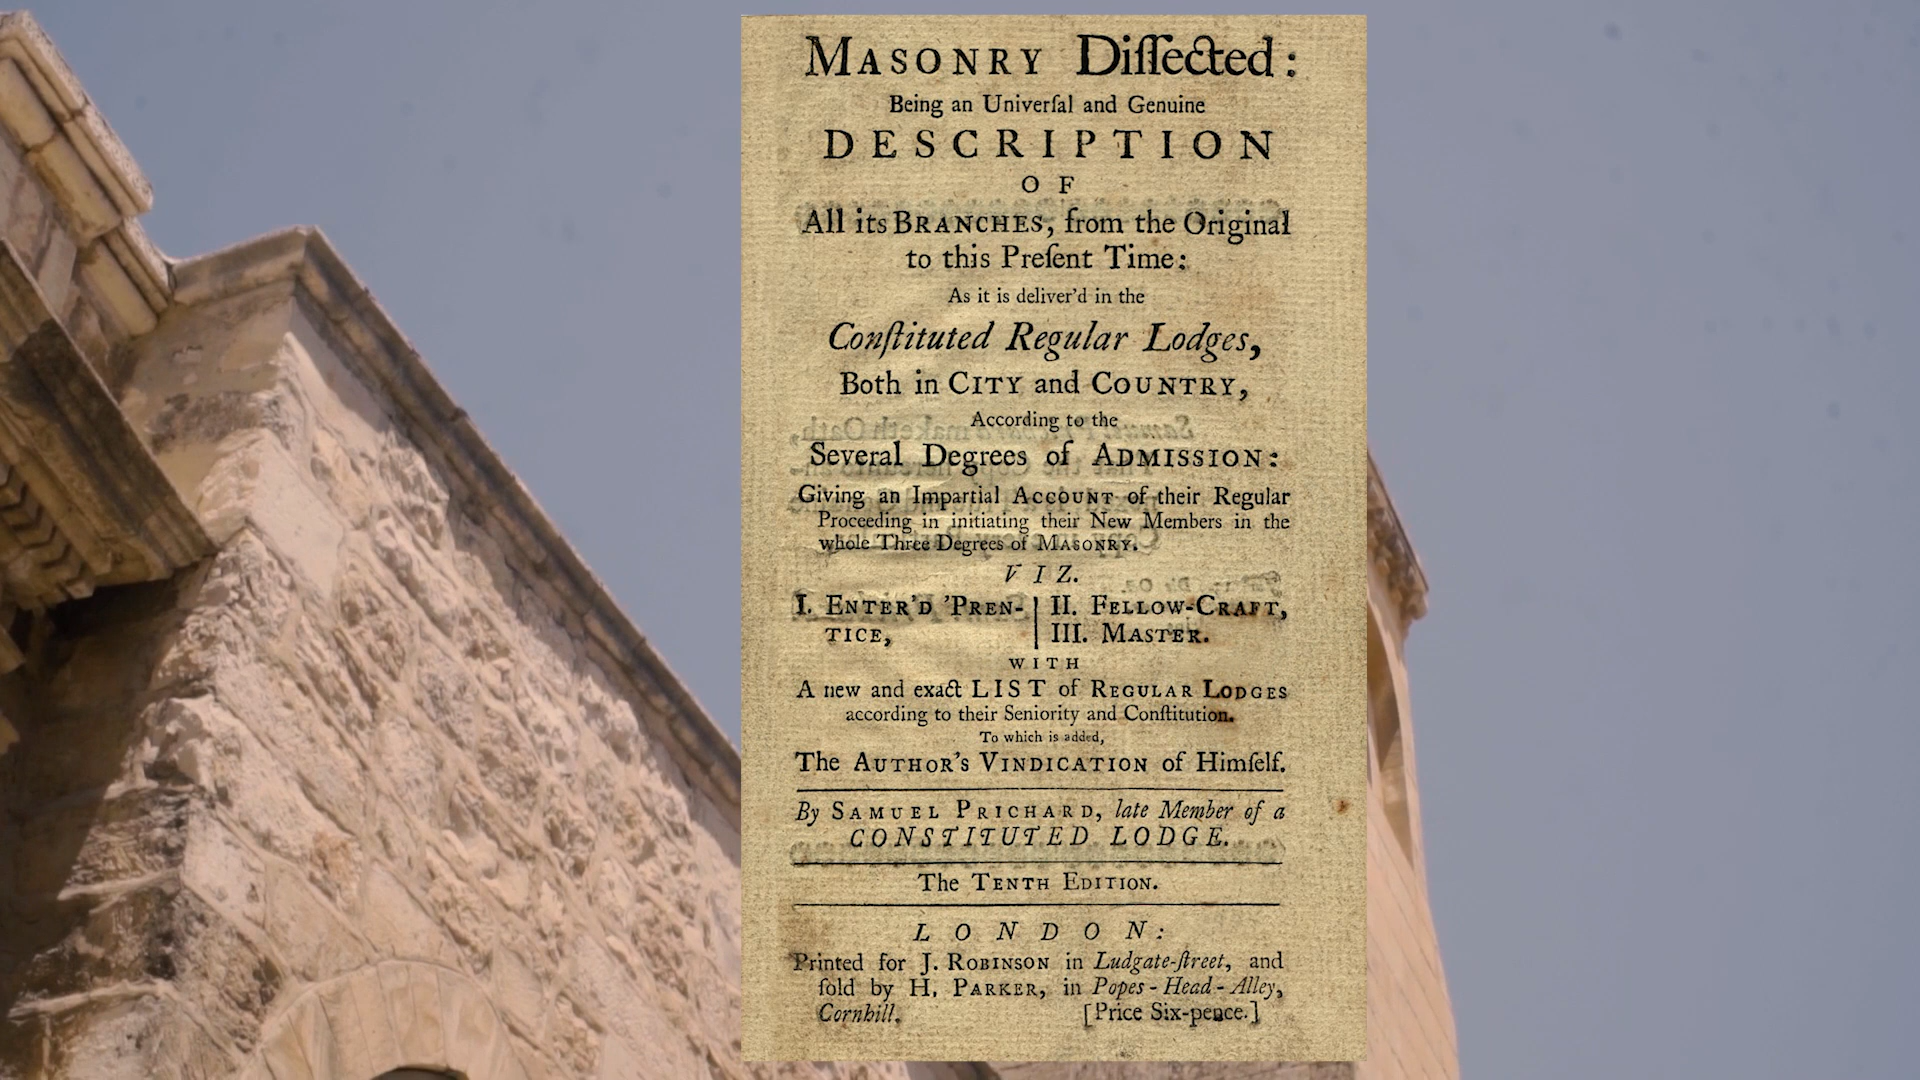 MASONRY Diſſected:
Being an Univerſal and Genuine
DESCRIPTION
OF
All its BRANCHES, from the Original
to this Preſent Time:
As it is deliver'd in the
Conſtituted Regular Lodges,
Both in CITY and COUNTRY,
According to the
Several Degrees of ADMISSION:
Giving an Impartial ACCOUNT of their Regular
Proceeding in initiating their New Members in the
whole Three Degrees of MASONRY.
VIZ.
I. ENTER'D 'PREN- | II. FELLOW-CRAFT,
TICE, | III. MASTER.
WITH
A new and exact LIST of REGULAR LODGES
according to their Seniority and Conſtitution.
To which is added,
The AUTHOR'S VINDICATION of Himſelf.
By SAMUEL PRICHARD, late Member of a
CONSTITUTED LODGE.
The TENTH EDITION.
LONDON:
Printed for J. ROBINSON in Ludgate-ſtreet, and
ſold by H. PARKER, in Popes-Head-Alley,
Cornhill. [Price Six-pence.]